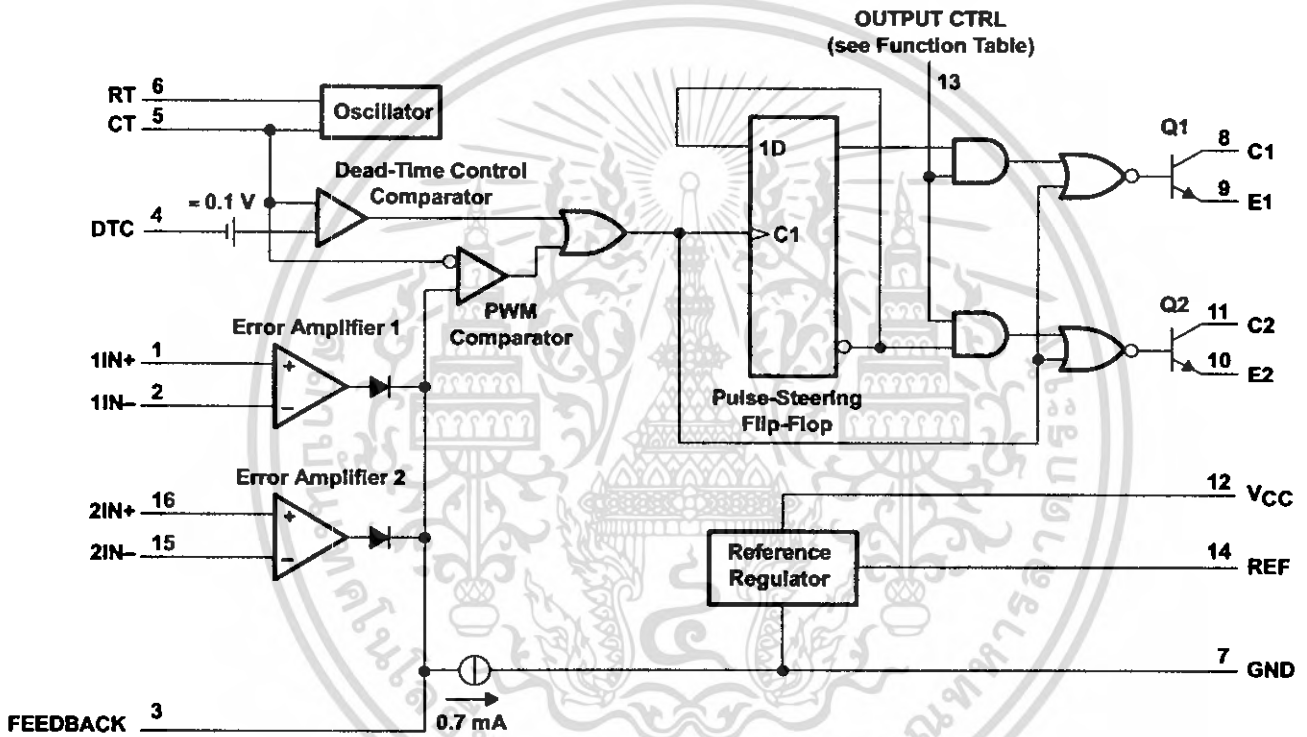 OUTPUT CTRL
(see Function Table)
13
RT 6
CT 5
Oscillator
Dead-Time Control
Comparator
= 0.1 V
DTC 4
PWM
Comparator
1D
C1
Pulse-Steering
Flip-Flop
Q1
8 C1
9 E1
Q2
11 C2
10 E2
Error Amplifier 1
1IN+ 1
1IN– 2
+
–
Error Amplifier 2
2IN+ 16
2IN– 15
+
–
12 VCC
Reference
Regulator
14 REF
7 GND
0.7 mA
FEEDBACK 3